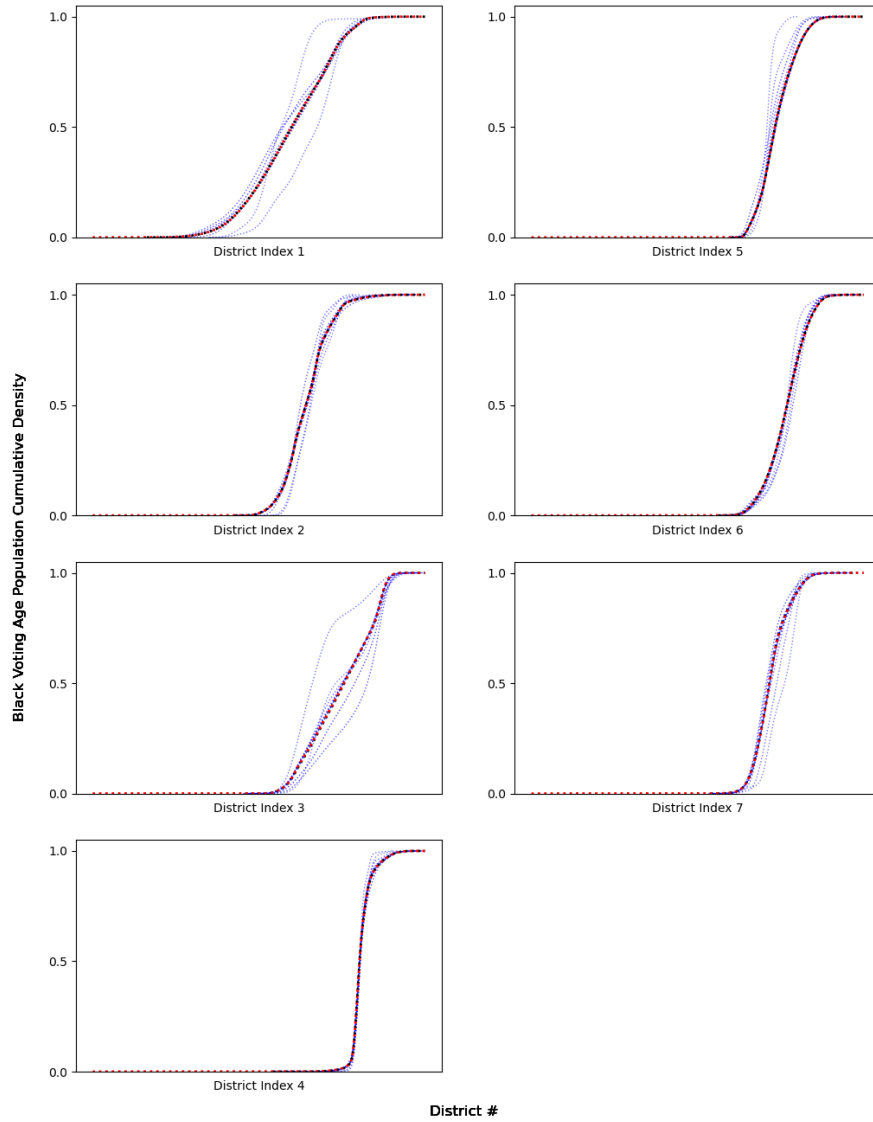 1.0
0.5
0.0
District Index 1
1.0
0.5
0.0
District Index 5
1.0
0.5
0.0
District Index 2
1.0
0.5
0.0
District Index 6
1.0
0.5
0.0
District Index 3
1.0
0.5
0.0
District Index 7
1.0
0.5
0.0
District Index 4
Black Voting Age Population Cumulative Density
District #